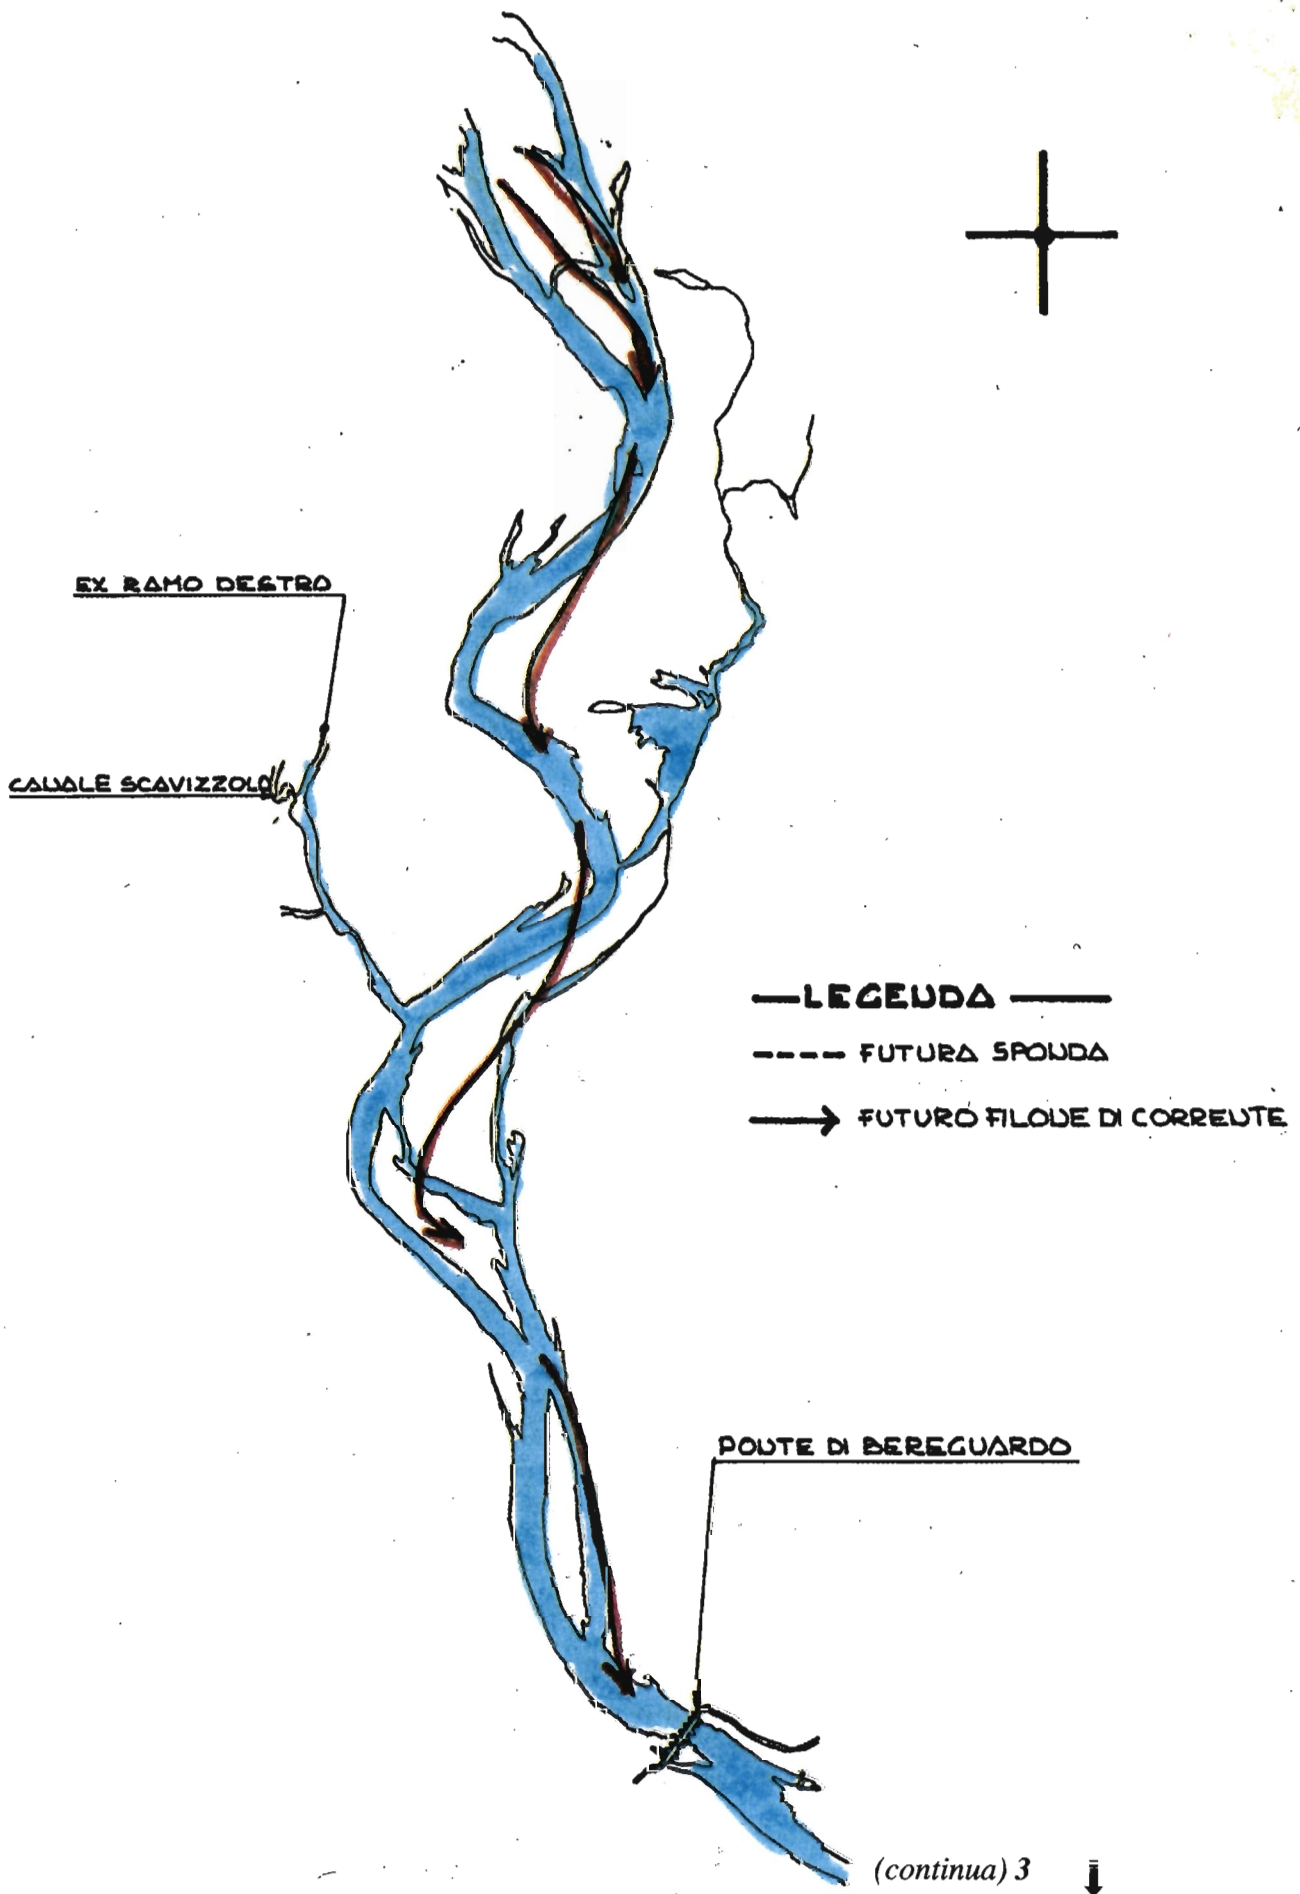 EX RAMO DESTRO
CANALE SCAVIZZOLO
LEGENDA
FUTURA SPONDA
FUTURO FILONE DI CORRENTE
PONTE DI BEREGUARDO
(continua) 3